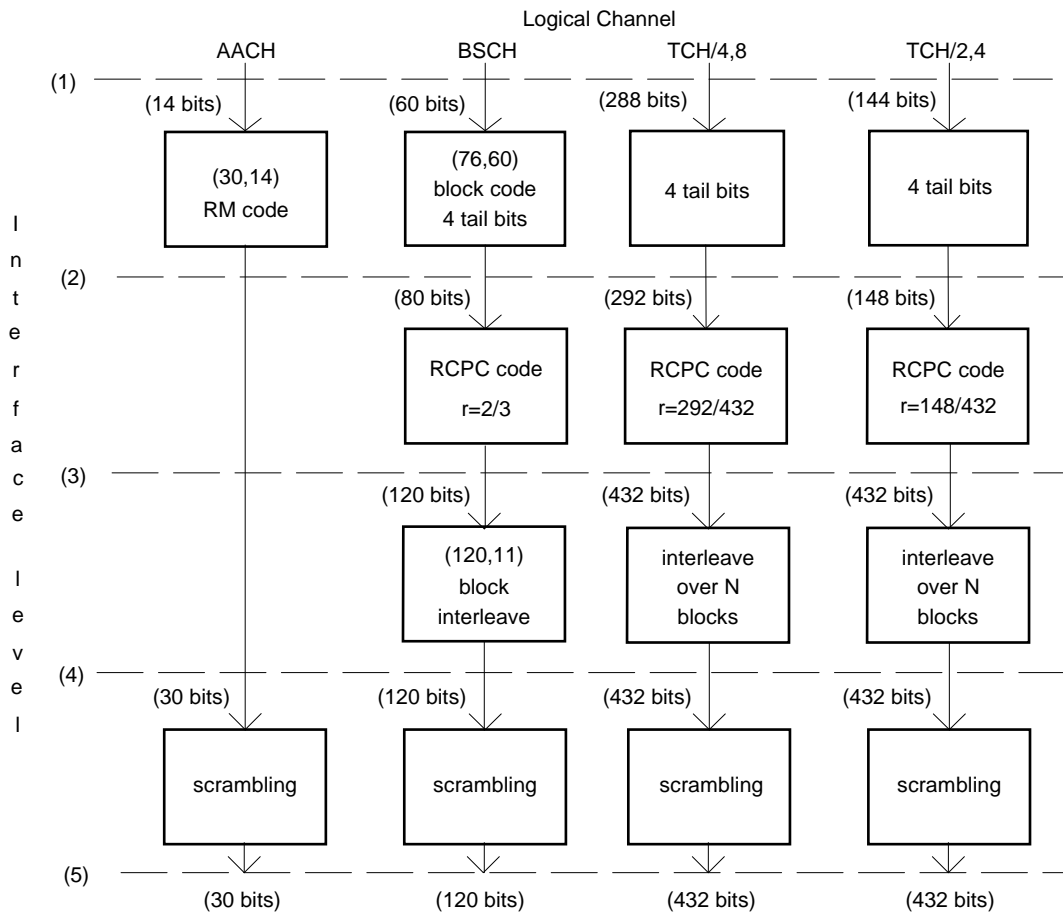 Logical Channel
AACH BSCH TCH/4,8 TCH/2,4
(1)
(14 bits) (60 bits) (288 bits) (144 bits)
(30,14)
RM code
(76,60)
block code
4 tail bits
4 tail bits
4 tail bits
(2)
(80 bits) (292 bits) (148 bits)
RCPC code
r=2/3
RCPC code
r=292/432
RCPC code
r=148/432
(3)
(120 bits) (432 bits) (432 bits)
(120,11)
block
interleave
interleave
over N
blocks
interleave
over N
blocks
(4)
(30 bits) (120 bits) (432 bits) (432 bits)
scrambling scrambling scrambling scrambling
(5)
(30 bits) (120 bits) (432 bits) (432 bits)
Interface level